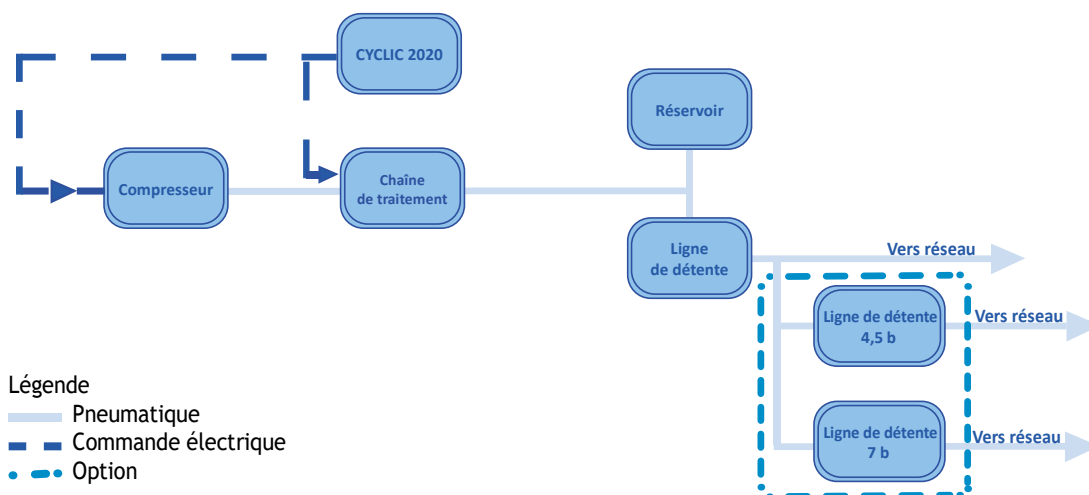 CYCLIC 2020
Réservoir
Compresseur
Chaîne
de traitement
Ligne
de détente
Vers réseau
Ligne de détente
4,5 b
Vers réseau
Ligne de détente
7 b
Vers réseau
Légende
Pneumatique
Commande électrique
Option